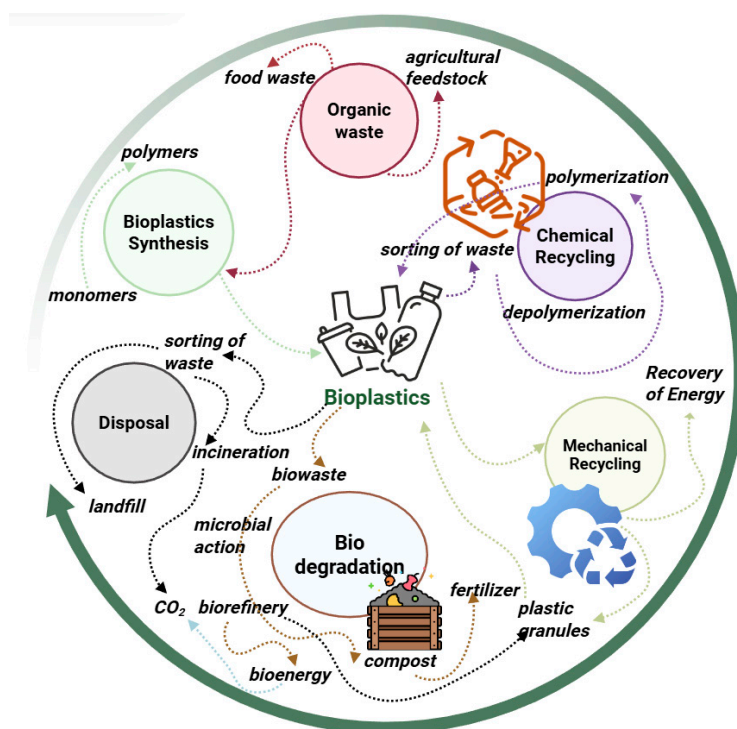 food waste
agricultural
feedstock
Organic
waste
polymers
Bioplastics
Synthesis
monomers
polymerization
sorting of waste
Chemical
Recycling
depolymerization
sorting of
waste
Bioplastics
Recovery
of Energy
Disposal
incineration
Mechanical
Recycling
biowaste
landfill
microbial
action
Bio
degradation
CO₂
biorefinery
fertilizer
plastic
granules
compost
bioenergy